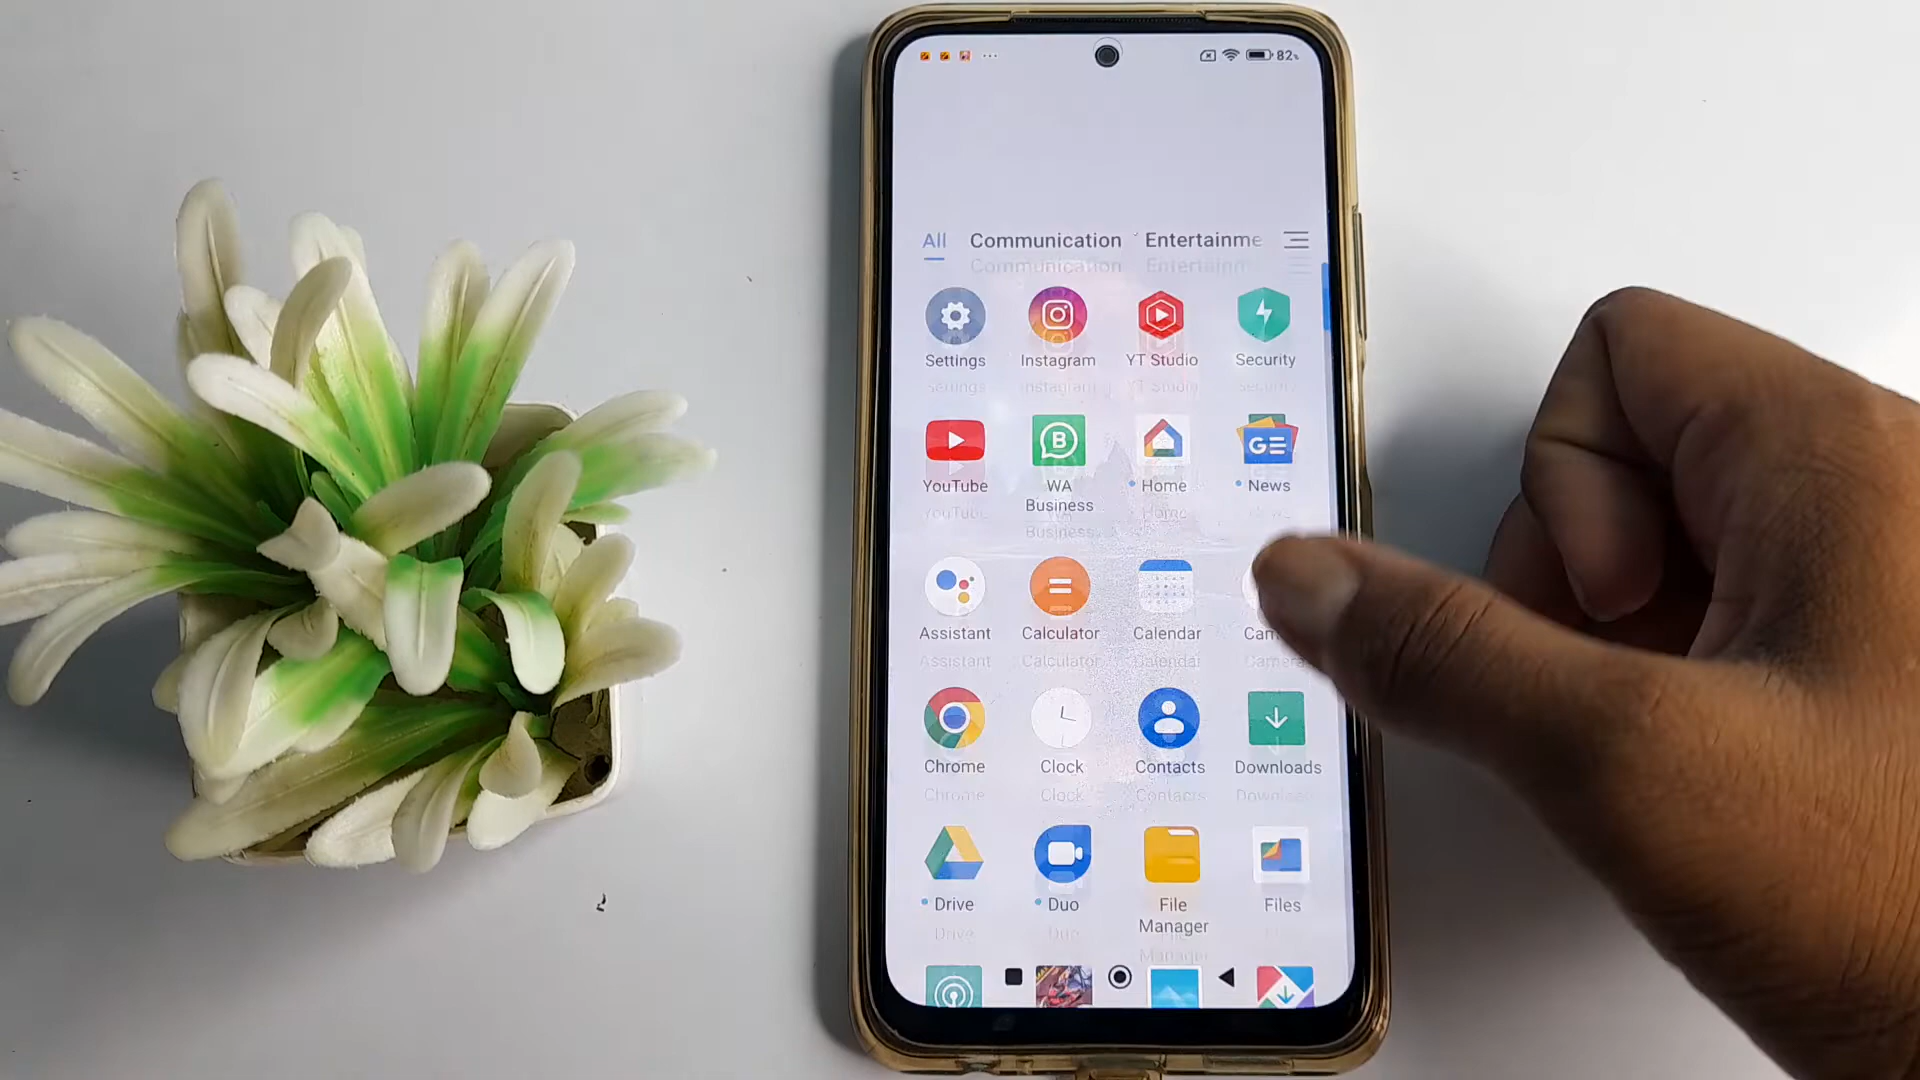 82%
All Communication Entertainme
Settings Instagram YT Studio Security
YouTube WA Business Home News
Assistant Calculator Calendar Cam
Chrome Clock Contacts Downloads
Drive Duo File Manager Files